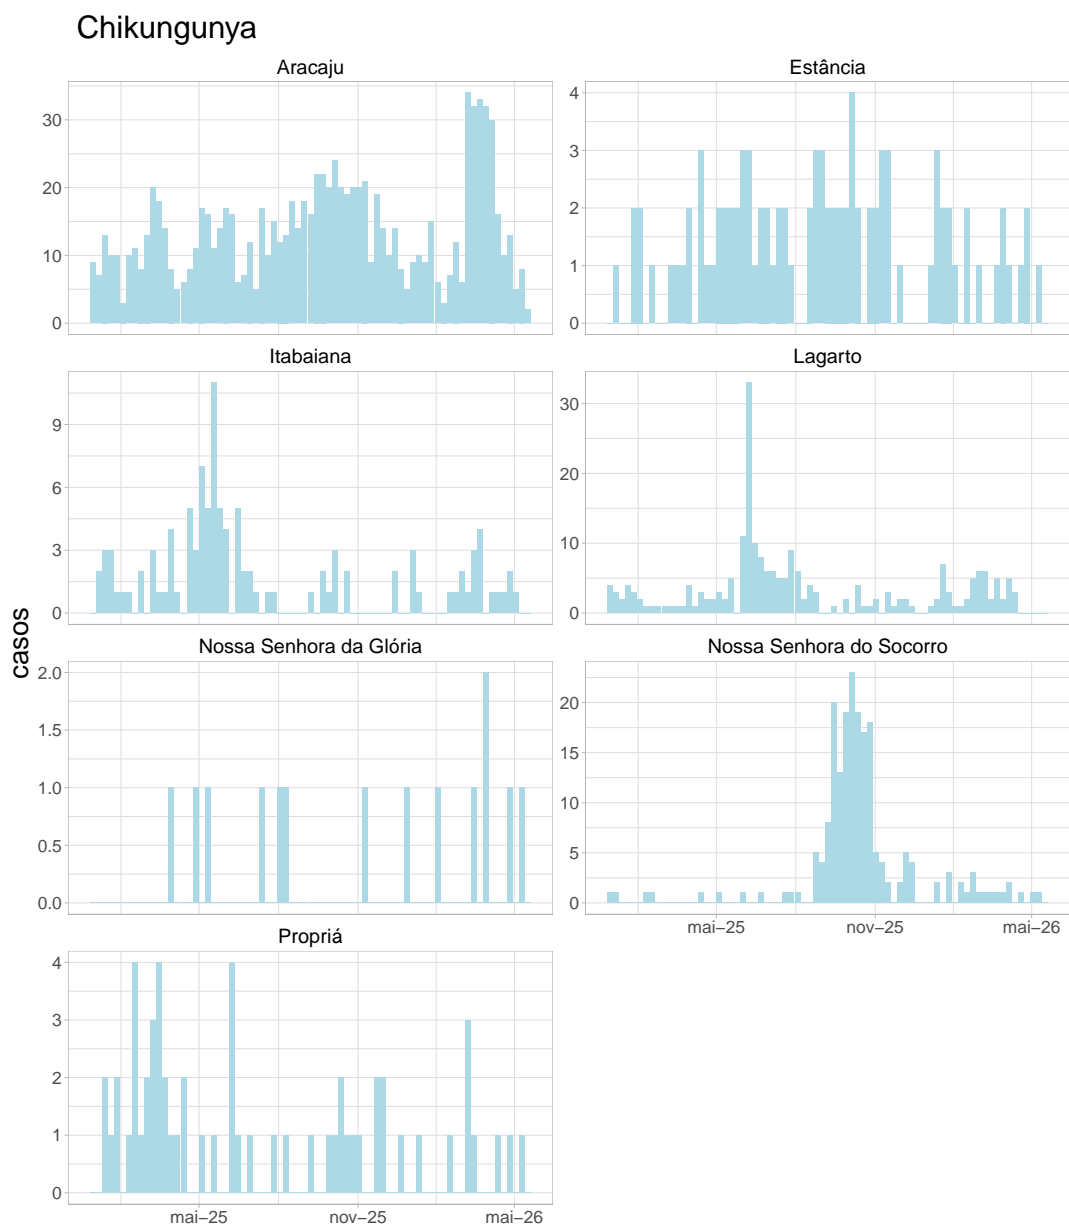 Chikungunya
Aracaju
Estância
30
20
10
0
4
3
2
1
0
Itabaiana
Lagarto
9
6
3
0
30
20
10
0
casos
Nossa Senhora da Glória
Nossa Senhora do Socorro
2.0
1.5
1.0
0.5
0.0
20
15
10
5
0
mai−25 nov−25 mai−26
Propriá
4
3
2
1
0
mai−25 nov−25 mai−26